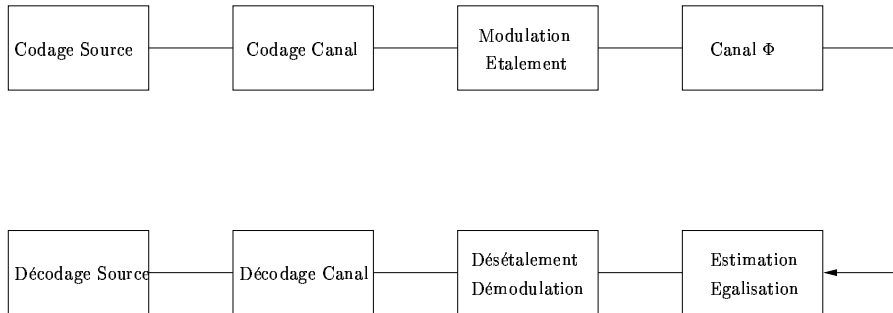 Codage Source
Codage Canal
Modulation
Etalement
Canal Φ
Décodage Source
Décodage Canal
Désétalement
Démodulation
Estimation
Egalisation